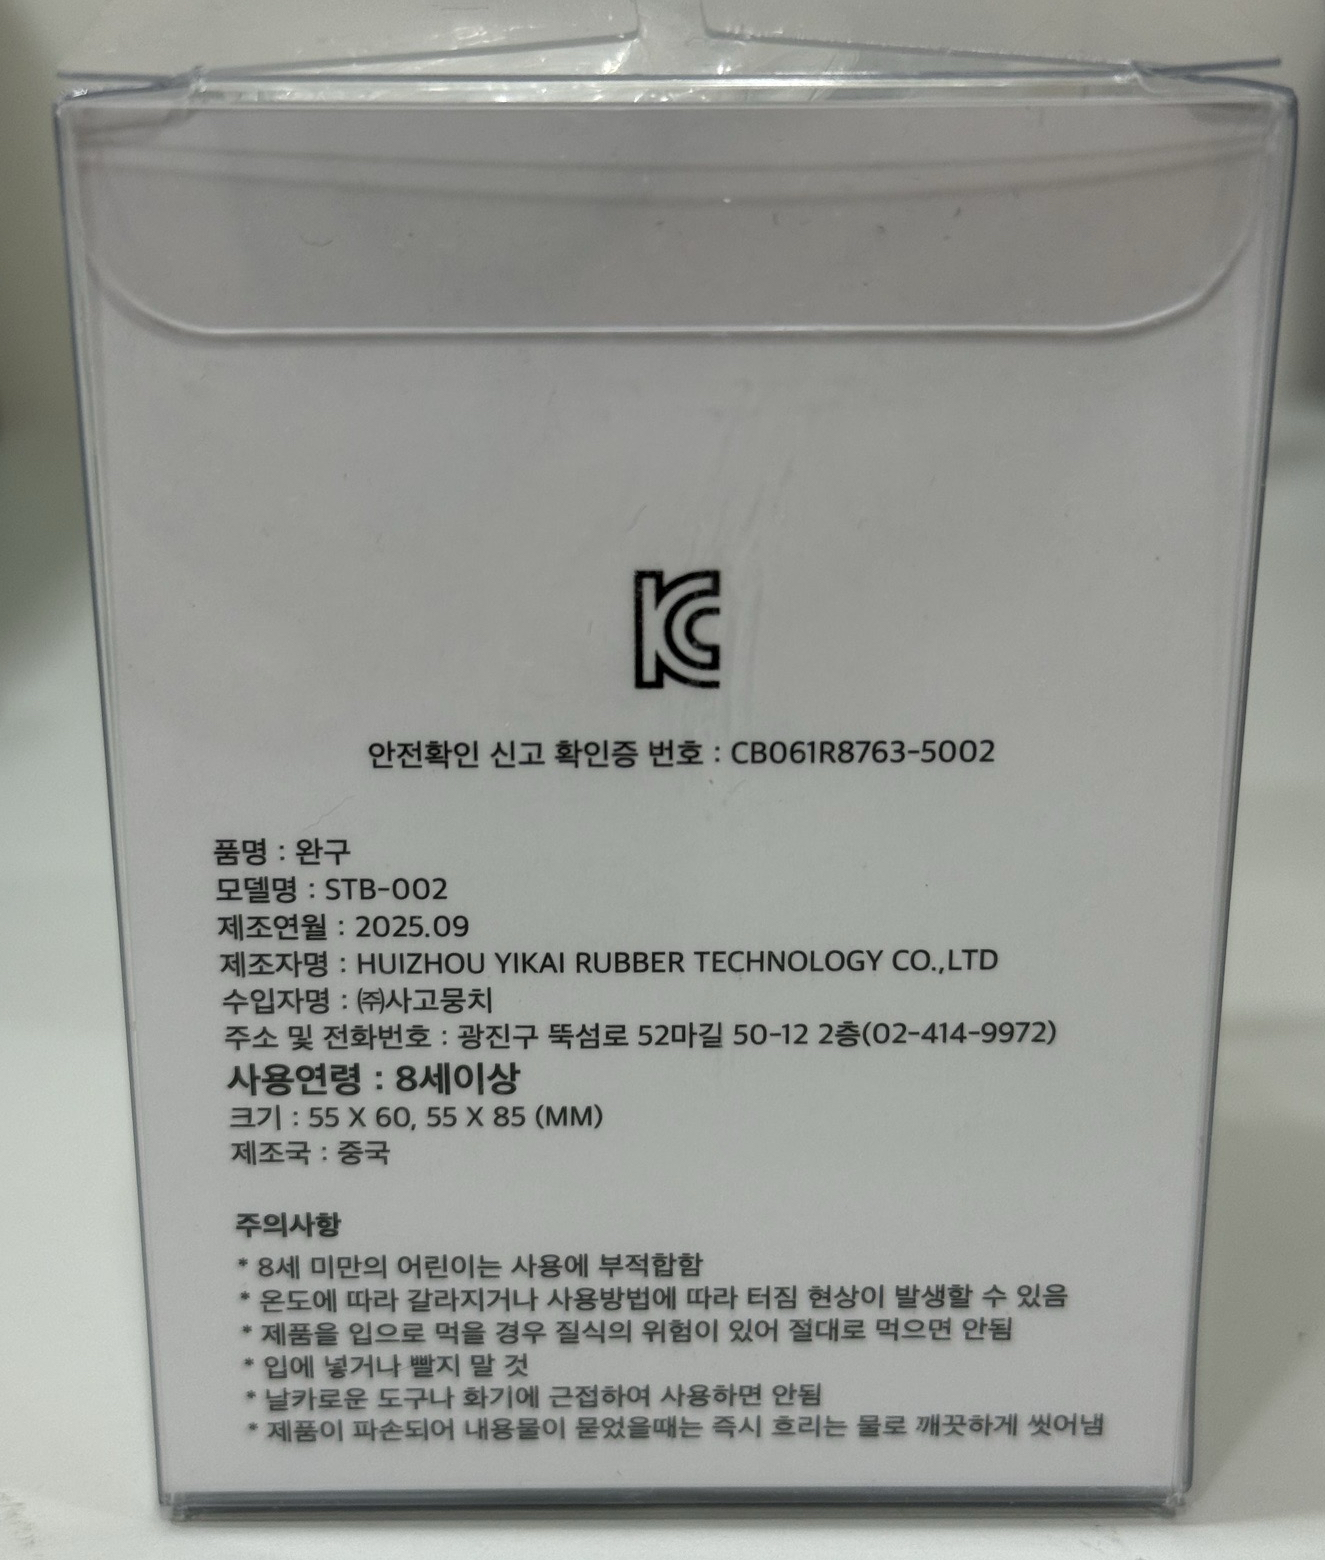 KC
안전확인 신고 확인증 번호 : CB061R8763-5002
품명 : 완구
모델명 : STB-002
제조연월 : 2025.09
제조자명 : HUIZHOU YIKAI RUBBER TECHNOLOGY CO.,LTD
수입자명 : ㈜사고뭉치
주소 및 전화번호 : 광진구 뚝섬로 52마길 50-12 2층(02-414-9972)
사용연령 : 8세이상
크기 : 55 X 60, 55 X 85 (MM)
제조국 : 중국
주의사항
* 8세 미만의 어린이는 사용에 부적합함
* 온도에 따라 갈라지거나 사용방법에 따라 터짐 현상이 발생할 수 있음
* 제품을 입으로 먹을 경우 질식의 위험이 있어 절대로 먹으면 안됨
* 입에 넣거나 빨지 말 것
* 날카로운 도구나 화기에 근접하여 사용하면 안됨
* 제품이 파손되어 내용물이 묻었을때는 즉시 흐리는 물로 깨끗하게 씻어냄